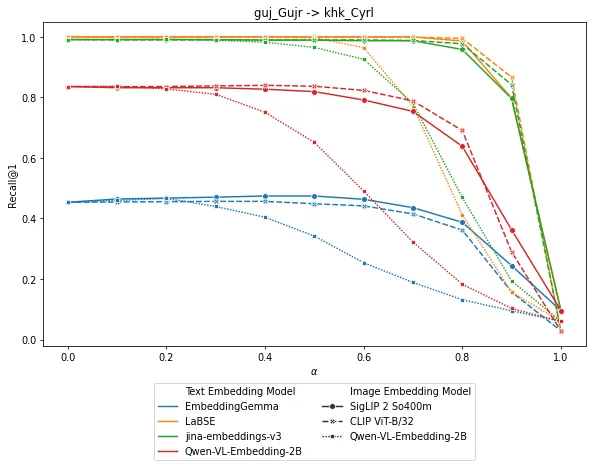 guj_Gujr -> khk_Cyrl
Recall@1
1.0
0.8
0.6
0.4
0.2
0.0
0.0 0.2 0.4 0.6 0.8 1.0
α
Text Embedding Model Image Embedding Model
EmbeddingGemma SigLIP 2 So400m
LaBSE CLIP ViT-B/32
jina-embeddings-v3 Qwen-VL-Embedding-2B
Qwen-VL-Embedding-2B